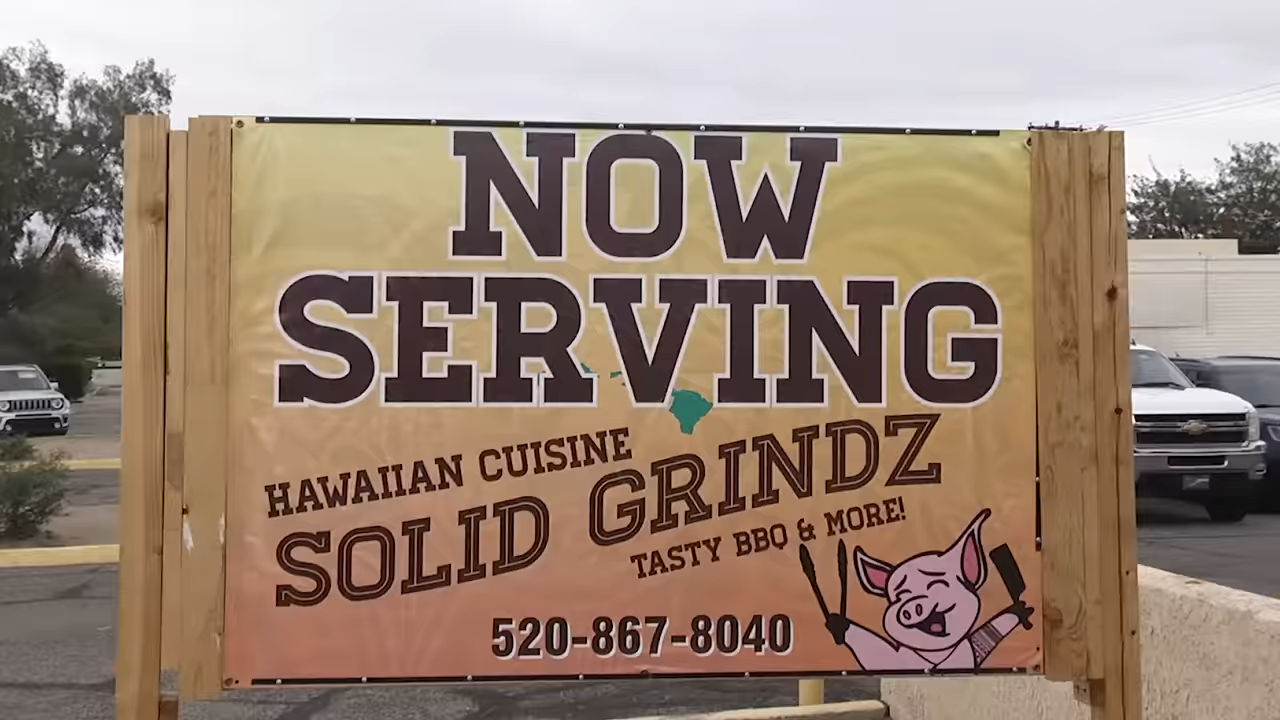 NOW
SERVING
HAWAIIAN CUISINE
SOLID GRINDZ
TASTY BBQ & MORE!
520-867-8040